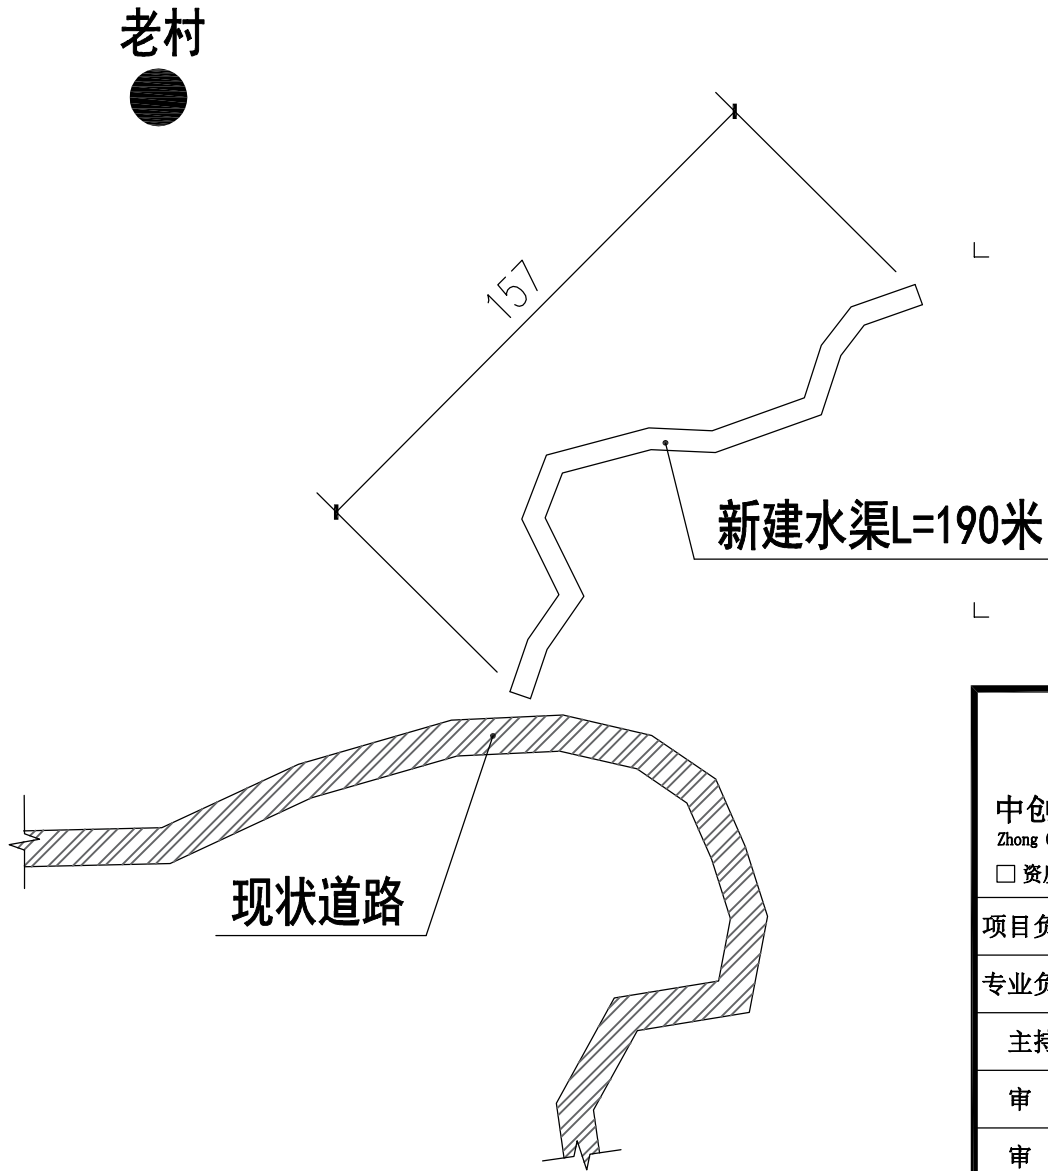 老村
157
新建水渠L=190米
现状道路
中创
Zhong
□ 资
项目负
专业负
主持
审
审